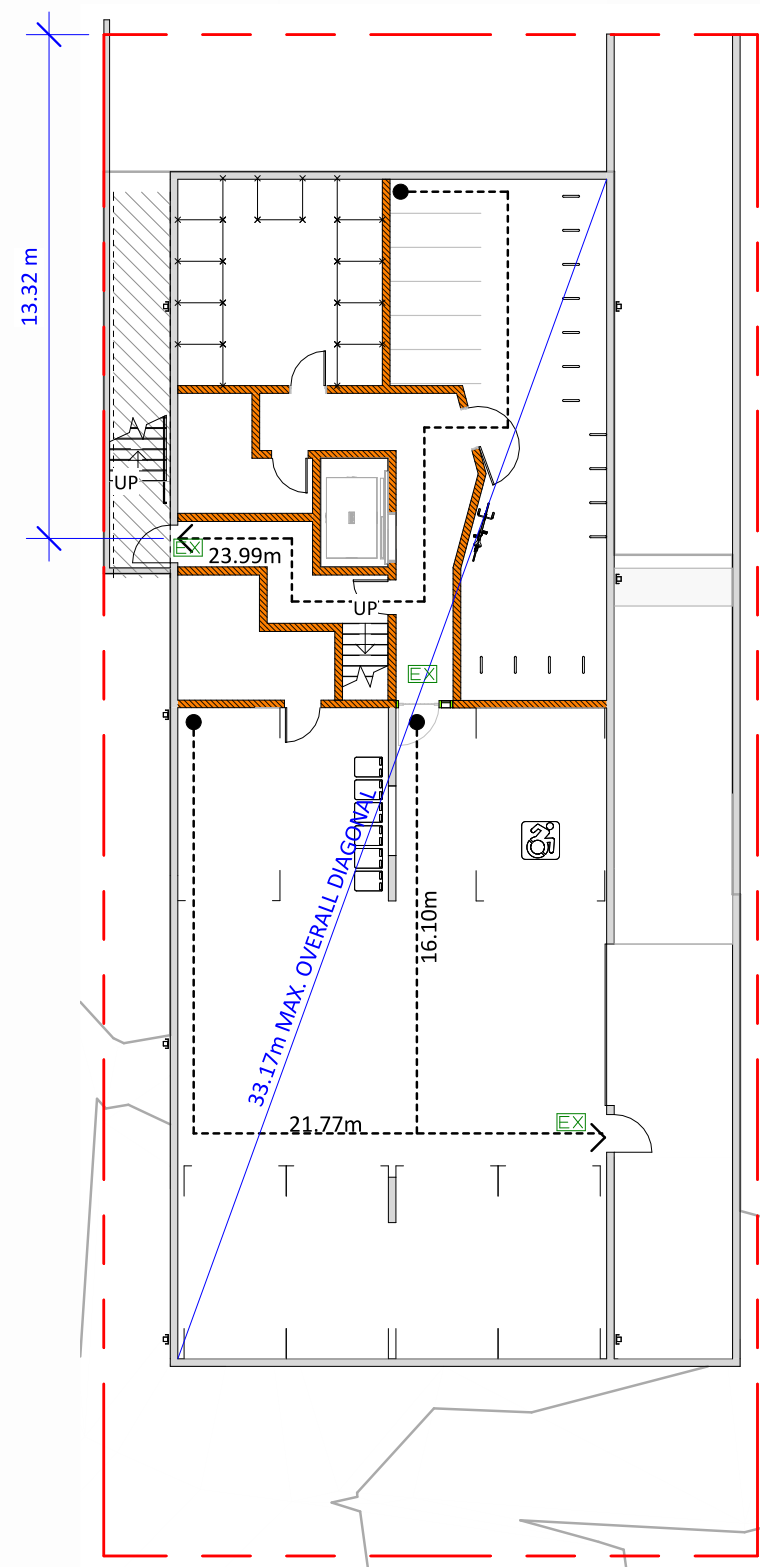 13.32 m
UP
EX
23.99m
UP
EX
33.17m MAX. OVERALL DIAGONAL
16.10m
21.77m
EX